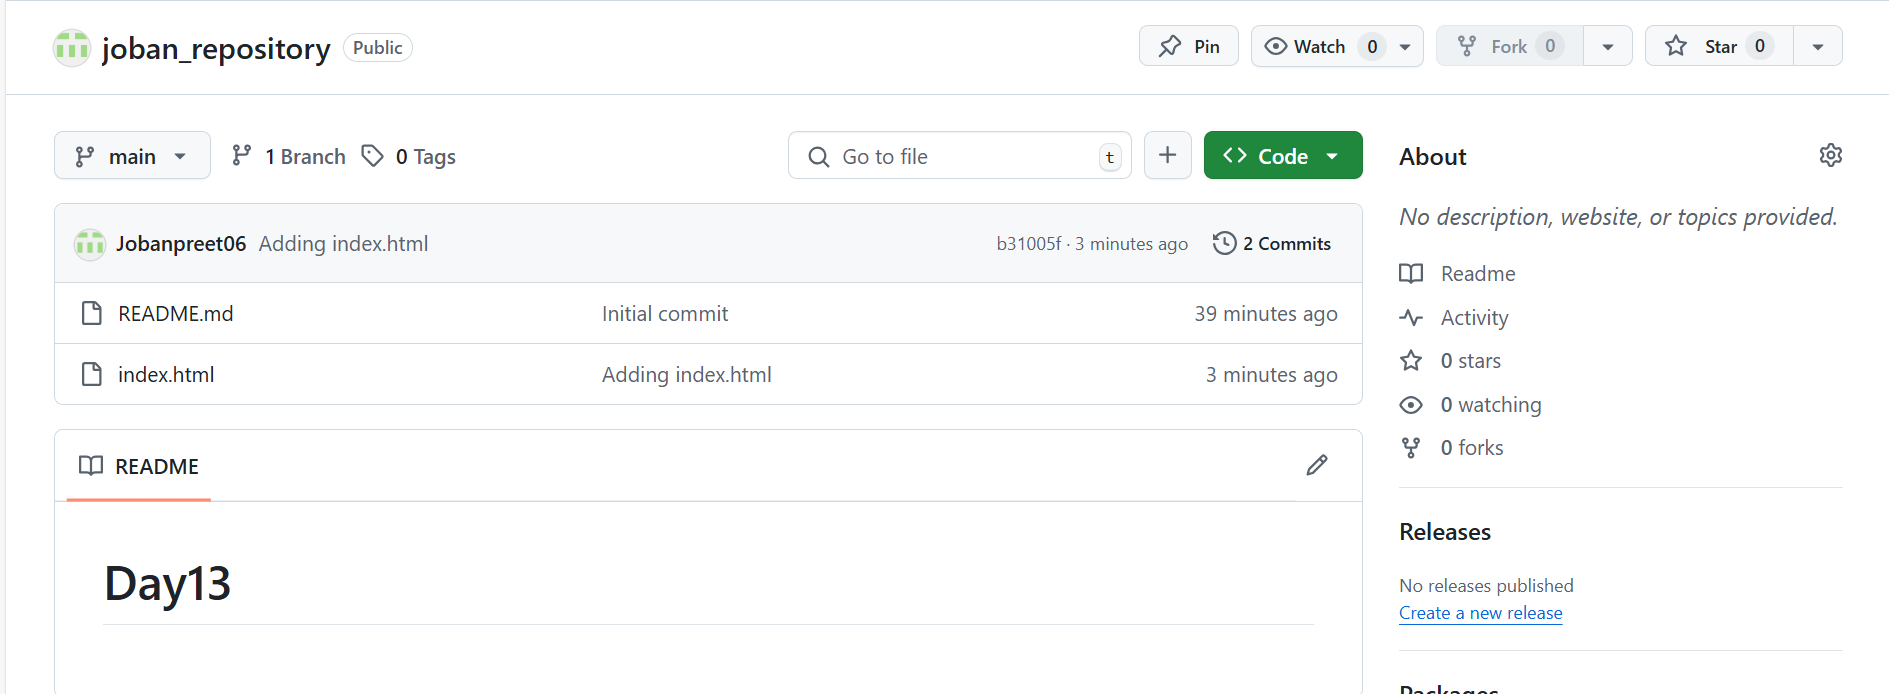 joban_repository Public Pin Watch 0 Fork 0 Star 0
main 1 Branch 0 Tags Go to file t Code
Jobanpreet06 Adding index.html b31005f · 3 minutes ago 2 Commits
README.md Initial commit 39 minutes ago
index.html Adding index.html 3 minutes ago
README
Day13
About
No description, website, or topics provided.
Readme
Activity
0 stars
0 watching
0 forks
Releases
No releases published
Create a new release
Packages